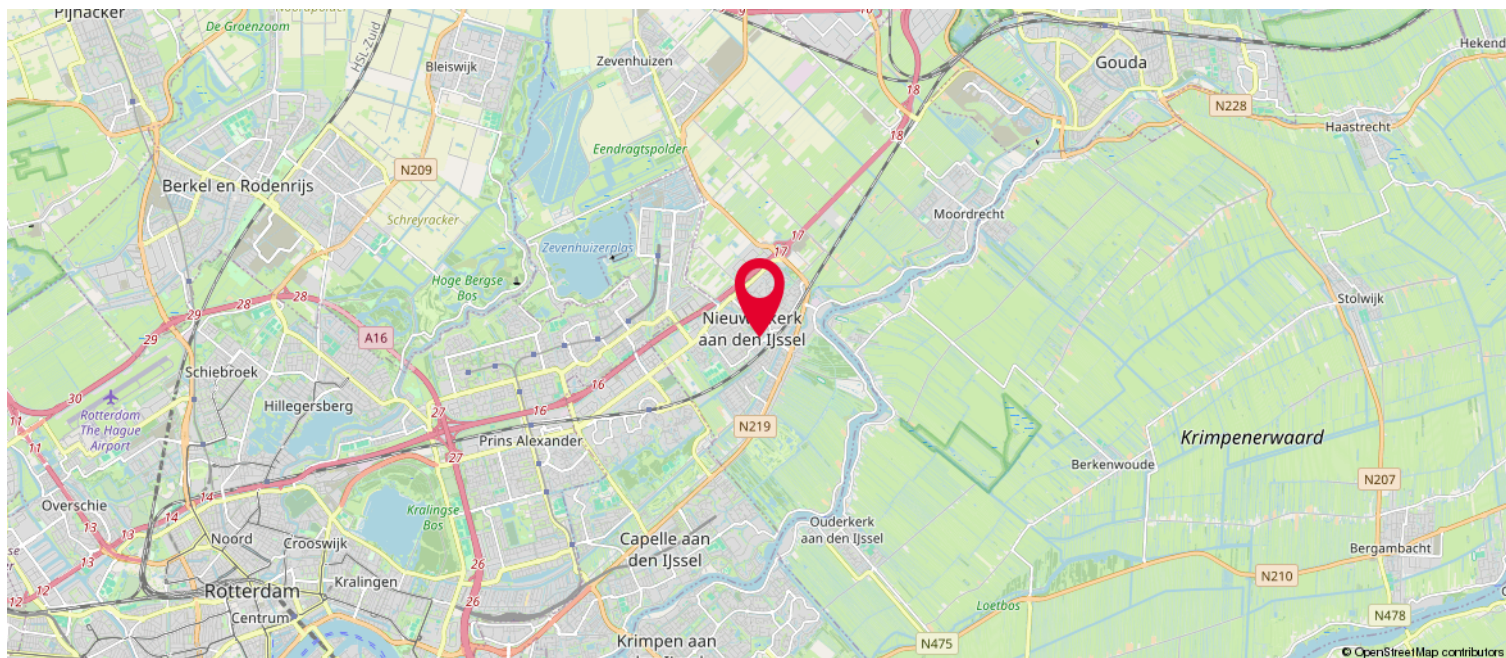 Pijnacker
De Groenzoom
HSL-Zuid
Bleiswijk
Zevenhuizen
18
18
Gouda
Hekend
N228
Haastrecht
Eendragtspolder
N209
Berkel en Rodenrijs
Schreyracker
Moordrecht
Zevenhuizerplas
17
17
Hoge Bergse
Bos
28
28
29
29
Stolwijk
A16
Nieuw
kerk
aan den IJssel
Schiebroek
30
Rotterdam
The Hague
Airport
Hillegersberg
27
16
16
11
11
Prins Alexander
N219
Krimpenerwaard
27
Berkenwoude
N207
14
14
Overschie
13
13
13
Kralingse
Bos
Ouderkerk
aan den IJssel
Noord
Crooswijk
Capelle aan
den IJssel
Bergambacht
12
12
26
26
Kralingen
Rotterdam
Centrum
N210
Loetbos
N478
Krimpen aan
N475
© OpenStreetMap contributors